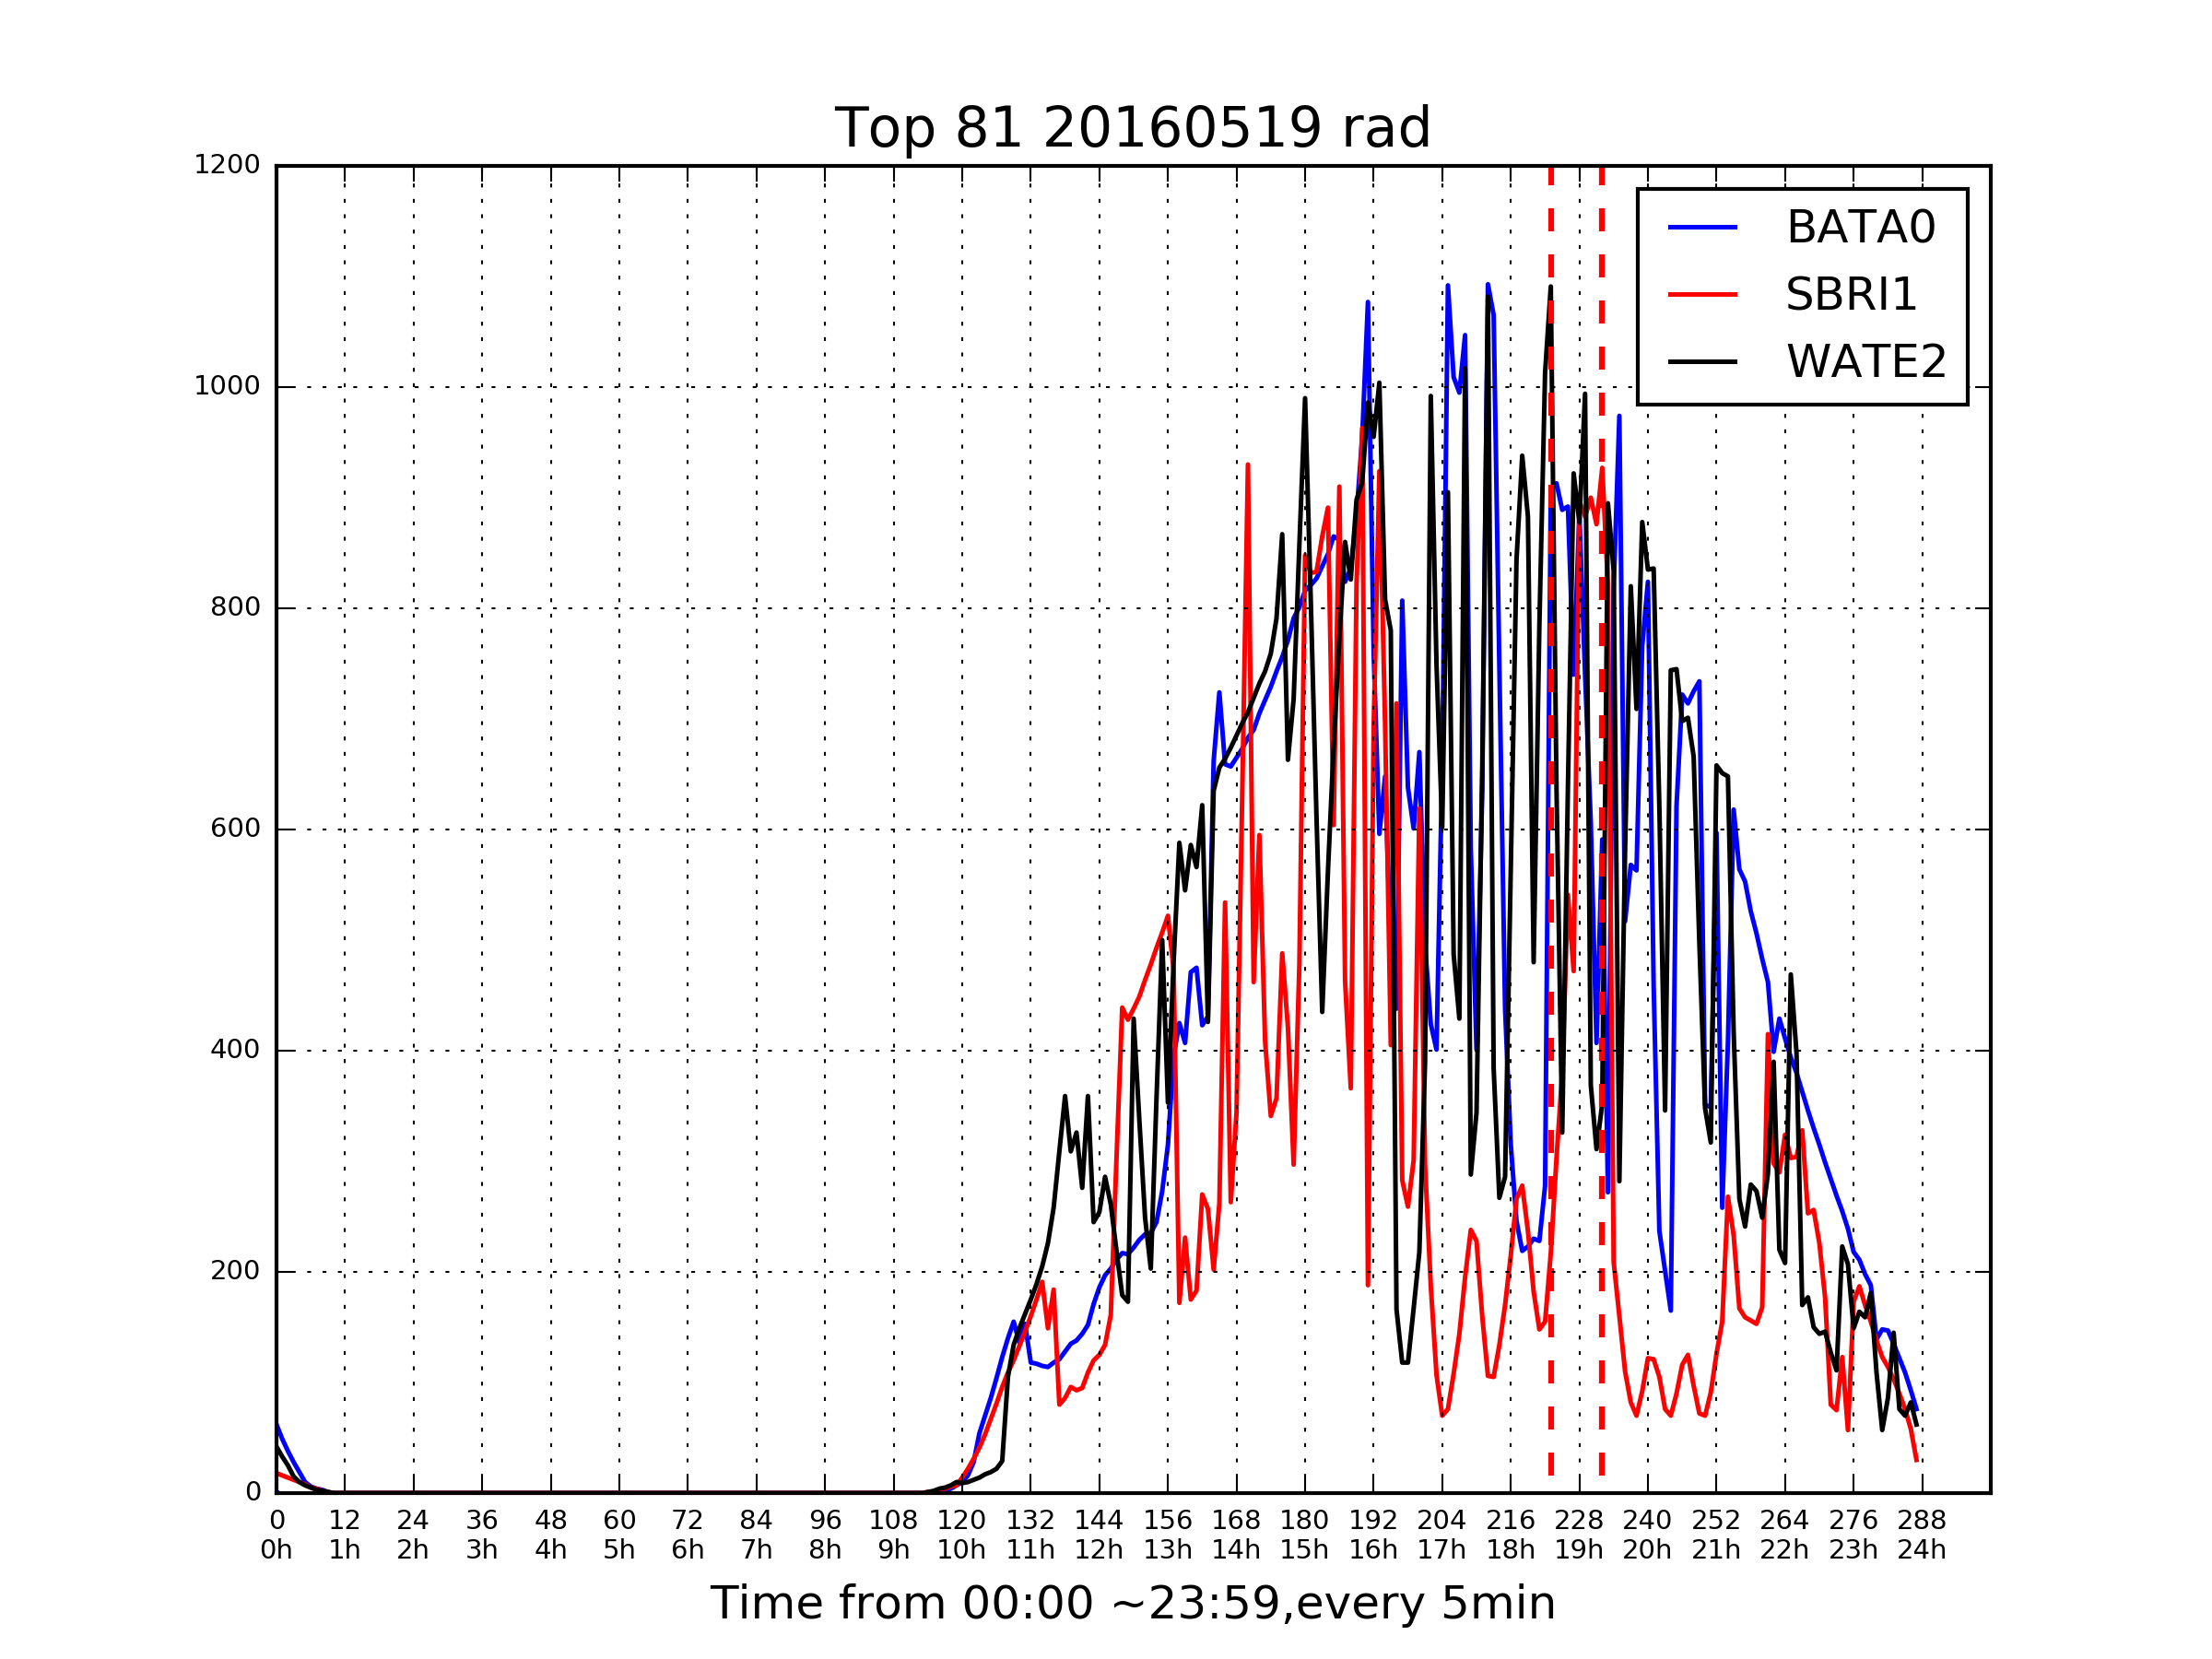 Top 81 20160519 rad
1200
1000
800
600
400
200
0
BATA0
SBRI1
WATE2
0 12 24 36 48 60 72 84 96 108 120 132 144 156 168 180 192 204 216 228 240 252 264 276 288
0h 1h 2h 3h 4h 5h 6h 7h 8h 9h 10h 11h 12h 13h 14h 15h 16h 17h 18h 19h 20h 21h 22h 23h 24h
Time from 00:00 ~23:59,every 5min